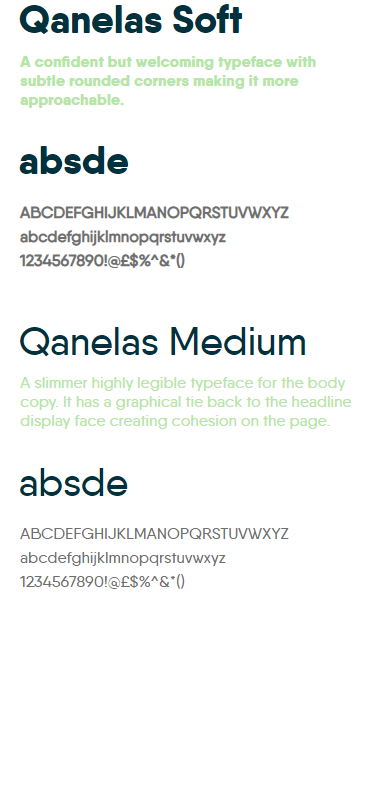 Qanelas Soft
A confident but welcoming typeface with
subtle rounded corners making it more
approachable.
absde
ABCDEFGHIJKLMANOPQRSTUVWXYZ
abcdefghijklmnopqrstuvwxyz
1234567890!@£$%^&*()
Qanelas Medium
A slimmer highly legible typeface for the body
copy. It has a graphical tie back to the headline
display face creating cohesion on the page.
absde
ABCDEFGHIJKLMANOPQRSTUVWXYZ
abcdefghijklmnopqrstuvwxyz
1234567890!@£$%^&*()